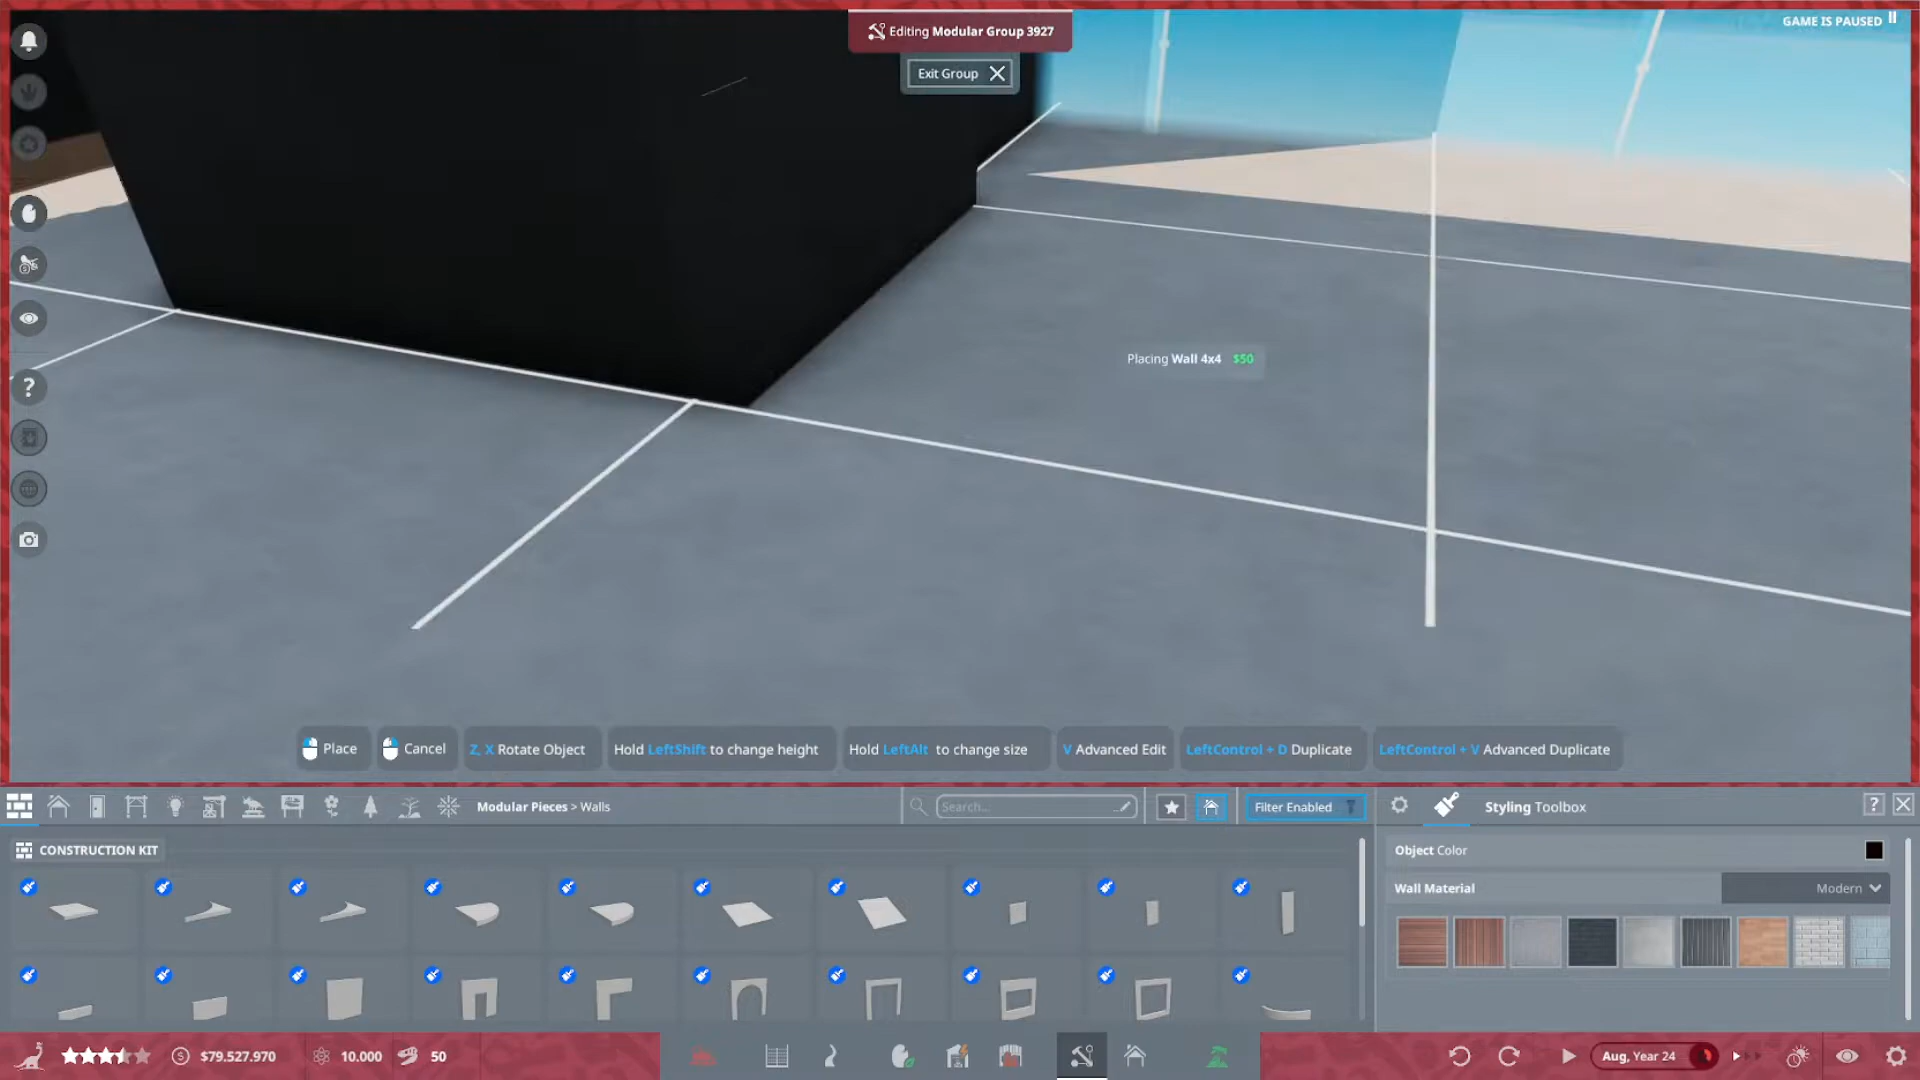 Editing Modular Group 3927
GAME IS PAUSED
Exit Group
Placing Wall 4x4 $50
Place
Cancel
Z, X Rotate Object
Hold LeftShift to change height
Hold LeftAlt to change size
V Advanced Edit
LeftControl + D Duplicate
LeftControl + V Advanced Duplicate
Modular Pieces > Walls
Search...
Filter Enabled
Styling Toolbox
?
CONSTRUCTION KIT
Object Color
Wall Material
Modern
$79.527.970
10.000
50
Aug, Year 24